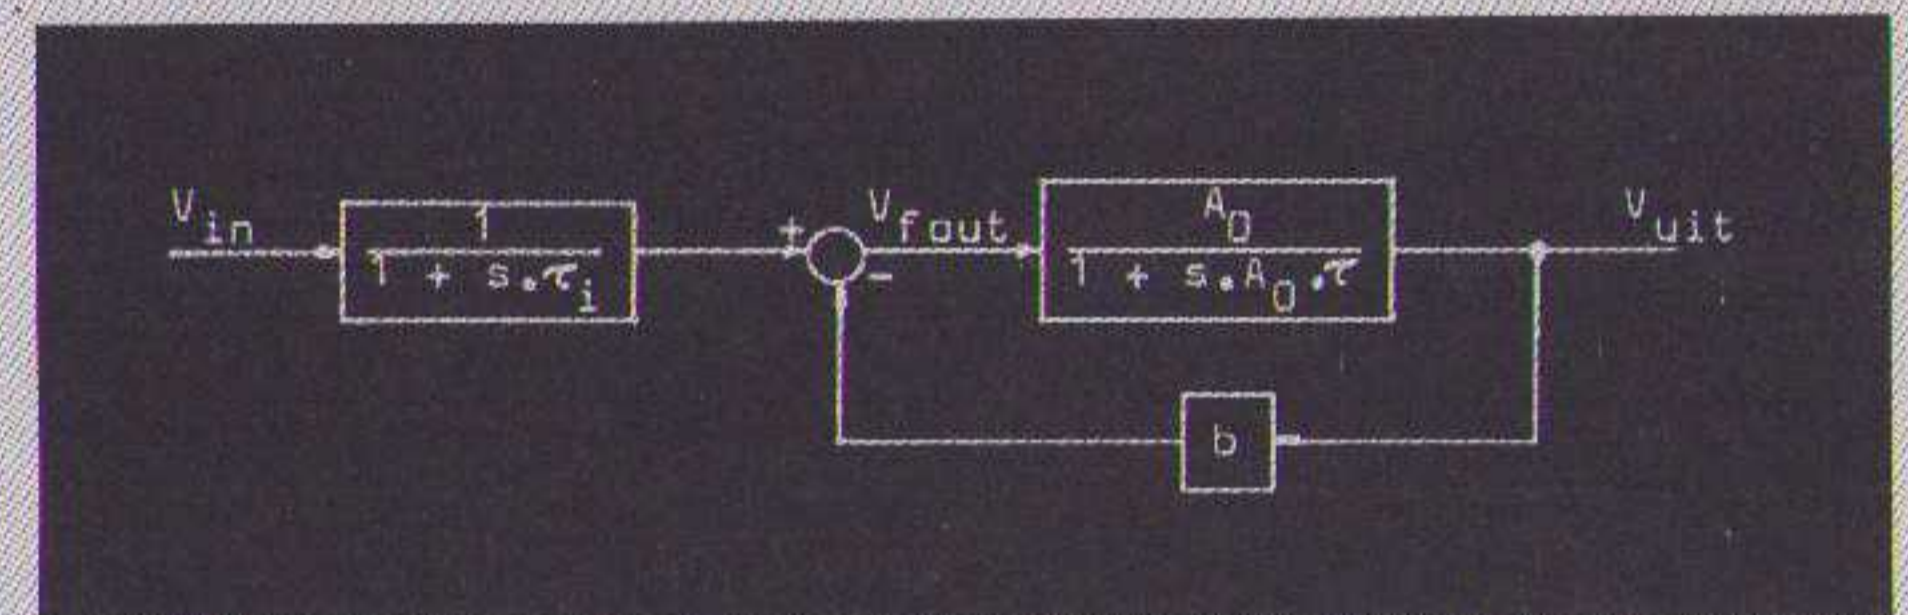 V_in
1
1 + s.τ_i
+
-
V_fout
A_0
1 + s.A_0.τ
V_uit
b